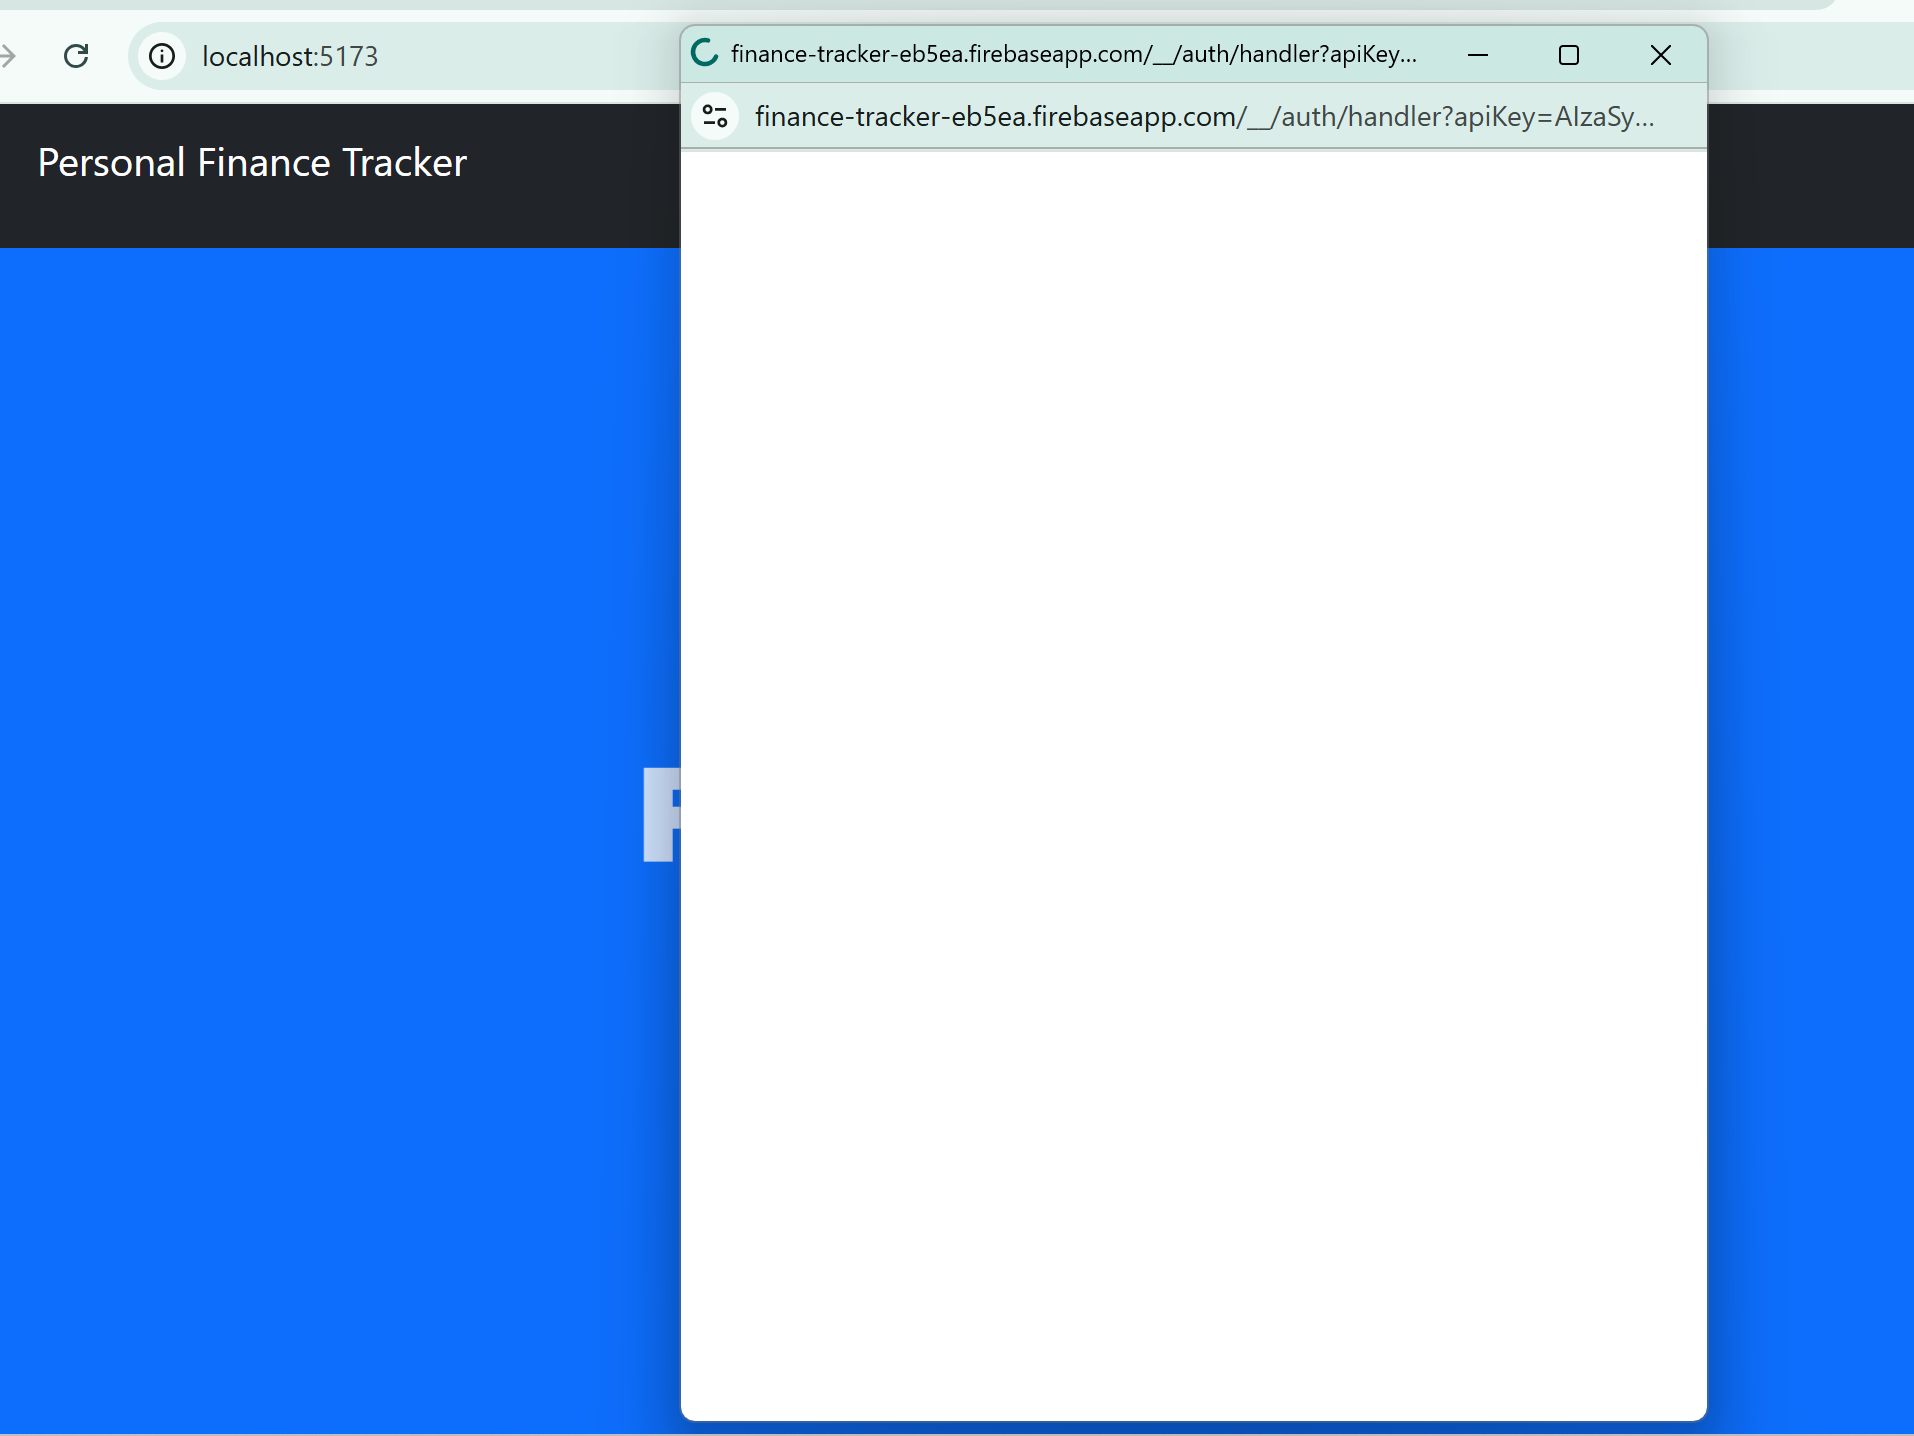 localhost:5173
finance-tracker-eb5ea.firebaseapp.com/__/auth/handler?apiKey...
finance-tracker-eb5ea.firebaseapp.com/__/auth/handler?apiKey=AIzaSy...
Personal Finance Tracker